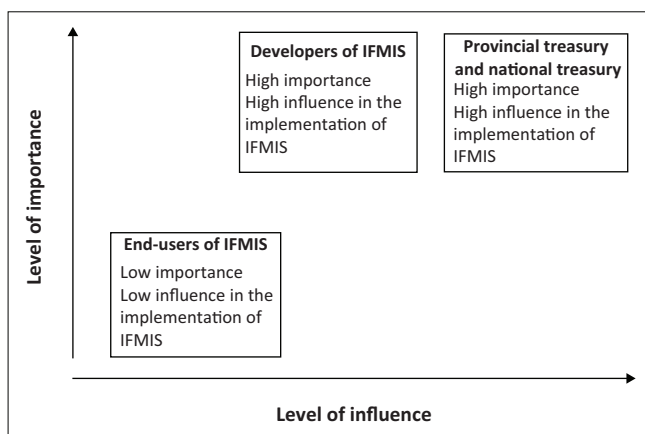 Level of importance
Developers of IFMIS
High importance
High influence in the
implementation of
IFMIS
Provincial treasury
and national treasury
High importance
High influence in the
implementation of
IFMIS
End-users of IFMIS
Low importance
Low influence in the
implementation of
IFMIS
Level of influence